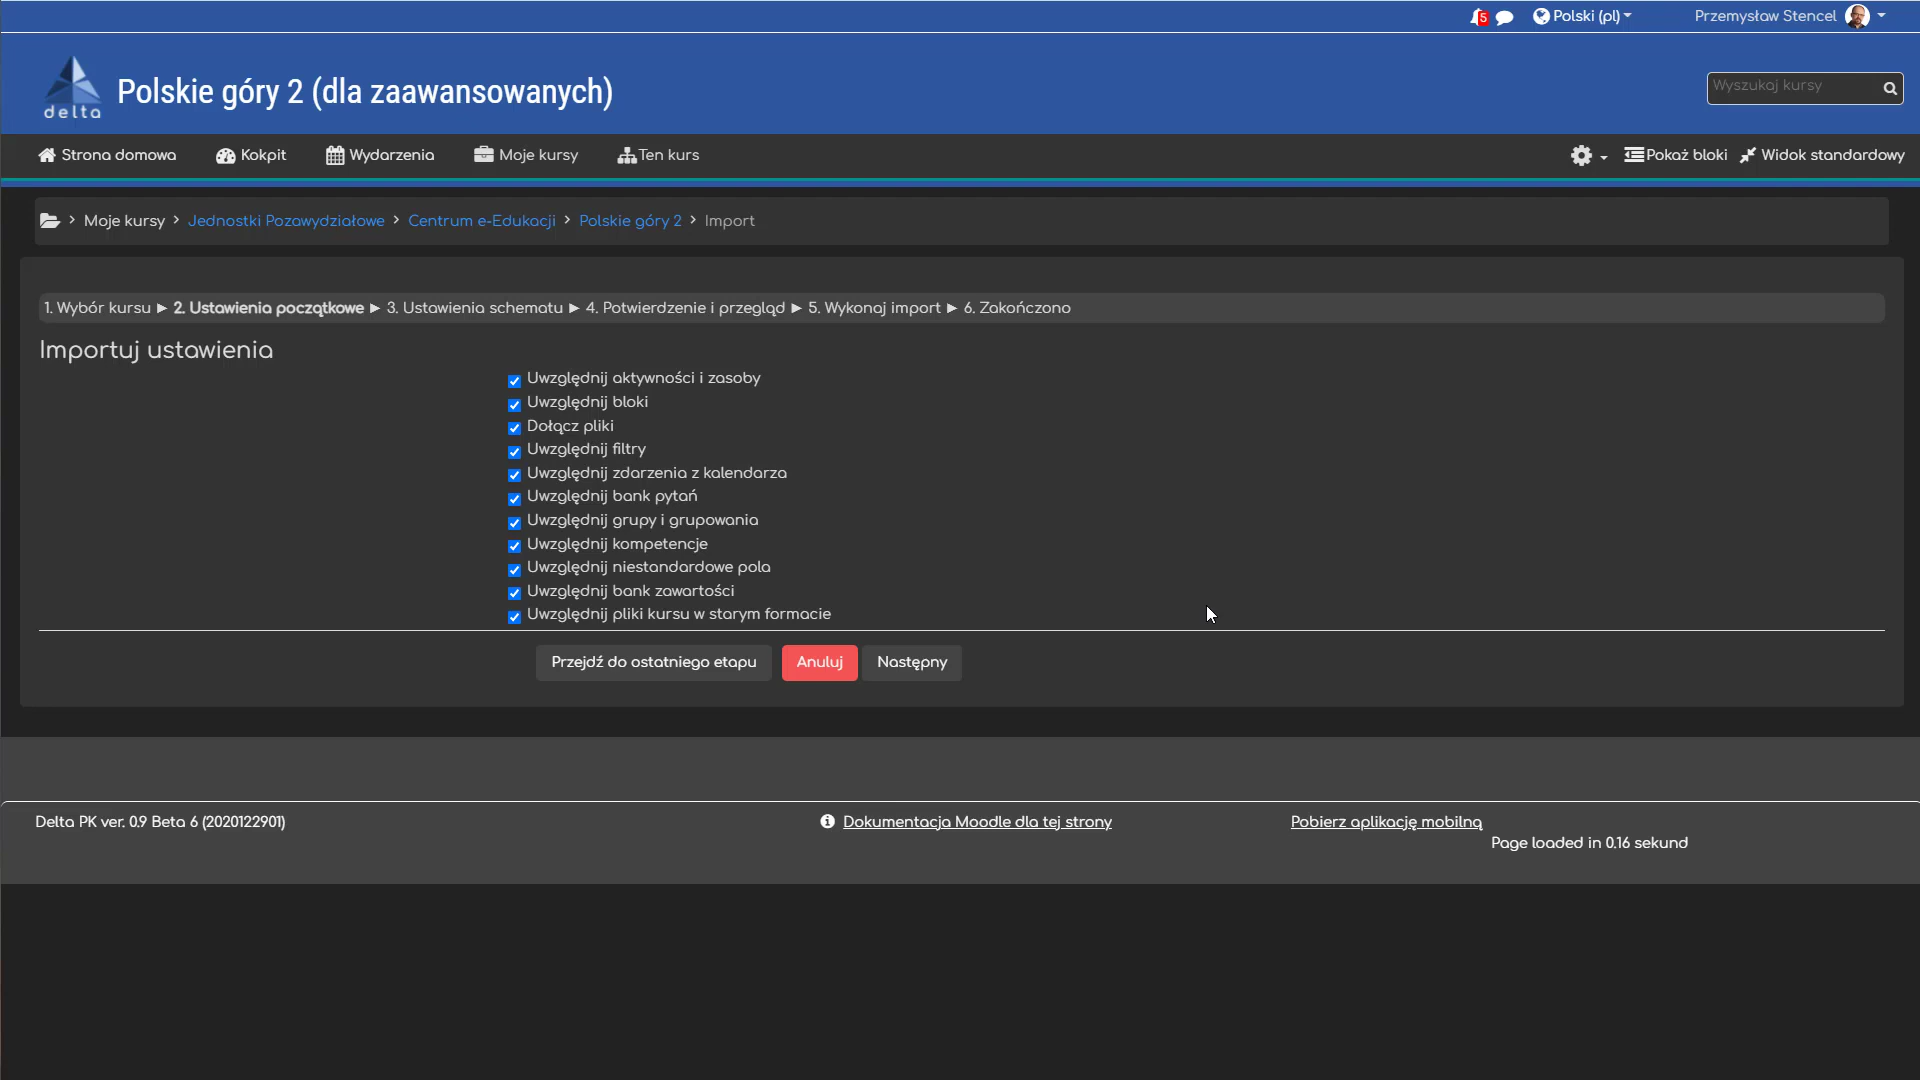 5 Polski (pl) Przemysław Stencel
delta Polskie góry 2 (dla zaawansowanych) Wyszukaj kursy
Strona domowa Kokpit Wydarzenia Moje kursy Ten kurs Pokaż bloki Widok standardowy
Moje kursy > Jednostki Pozawydziałowe > Centrum e-Edukacji > Polskie góry 2 > Import
1. Wybór kursu ► 2. Ustawienia początkowe ► 3. Ustawienia schematu ► 4. Potwierdzenie i przegląd ► 5. Wykonaj import ► 6. Zakończono
Importuj ustawienia
Uwzględnij aktywności i zasoby
Uwzględnij bloki
Dołącz pliki
Uwzględnij filtry
Uwzględnij zdarzenia z kalendarza
Uwzględnij bank pytań
Uwzględnij grupy i grupowania
Uwzględnij kompetencje
Uwzględnij niestandardowe pola
Uwzględnij bank zawartości
Uwzględnij pliki kursu w starym formacie
Przejdź do ostatniego etapu Anuluj Następny
Delta PK ver. 0.9 Beta 6 (2020122901) Dokumentacja Moodle dla tej strony Pobierz aplikację mobilną
Page loaded in 0.16 sekund